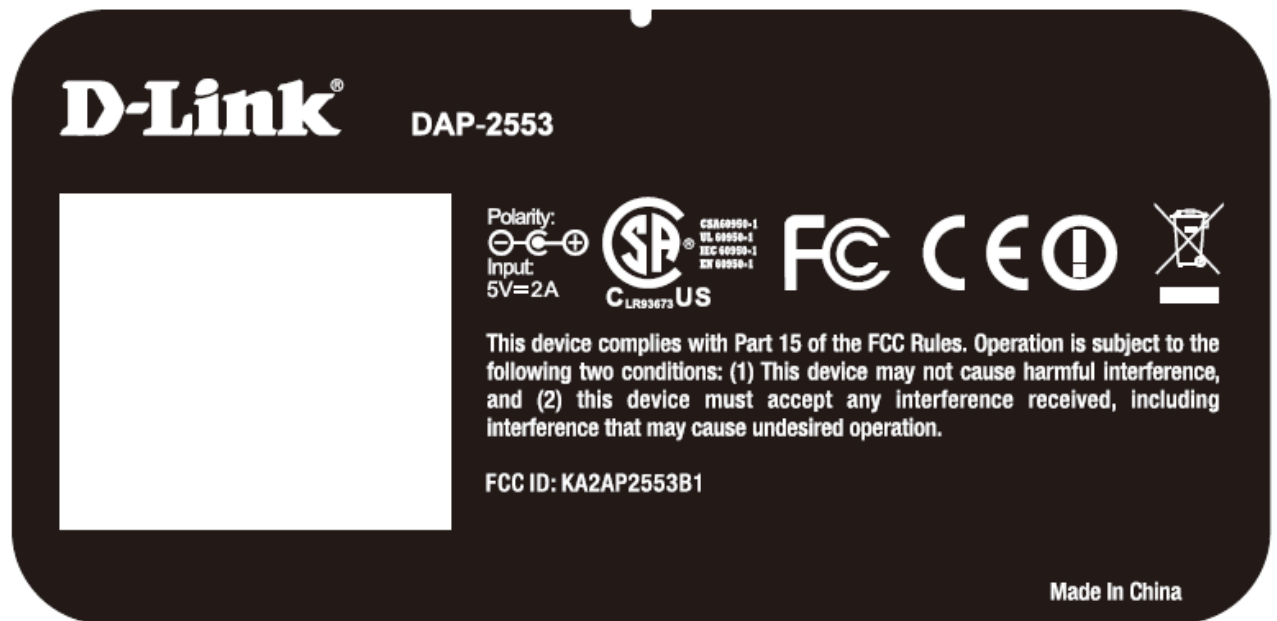 D-Link®
DAP-2553
Polarity:
Input:
5V=2A
CSA60950-1
UL 60950-1
IEC 60950-1
EN 60950-1
SA®
C LR93673 US
FC CE
This device complies with Part 15 of the FCC Rules. Operation is subject to the
following two conditions: (1) This device may not cause harmful interference,
and (2) this device must accept any interference received, including
interference that may cause undesired operation.
FCC ID: KA2AP2553B1
Made In China